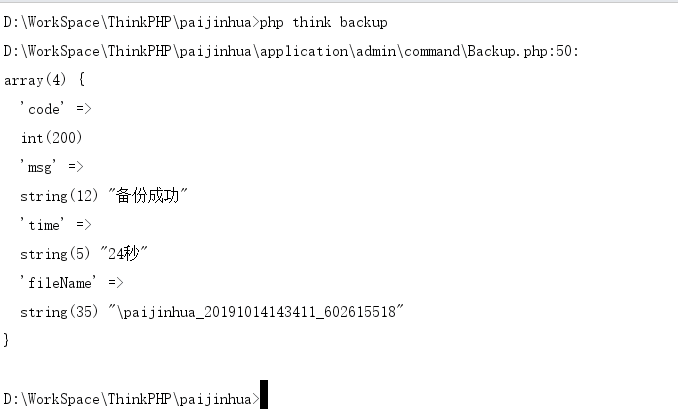 D:\WorkSpace\ThinkPHP\paijinhua>php think backup
D:\WorkSpace\ThinkPHP\paijinhua\application\admin\command\Backup.php:50:
array(4) {
  'code' =>
  int(200)
  'msg' =>
  string(12) "备份成功"
  'time' =>
  string(5) "24秒"
  'fileName' =>
  string(35) "\paijinhua_20191014143411_602615518"
}
D:\WorkSpace\ThinkPHP\paijinhua>